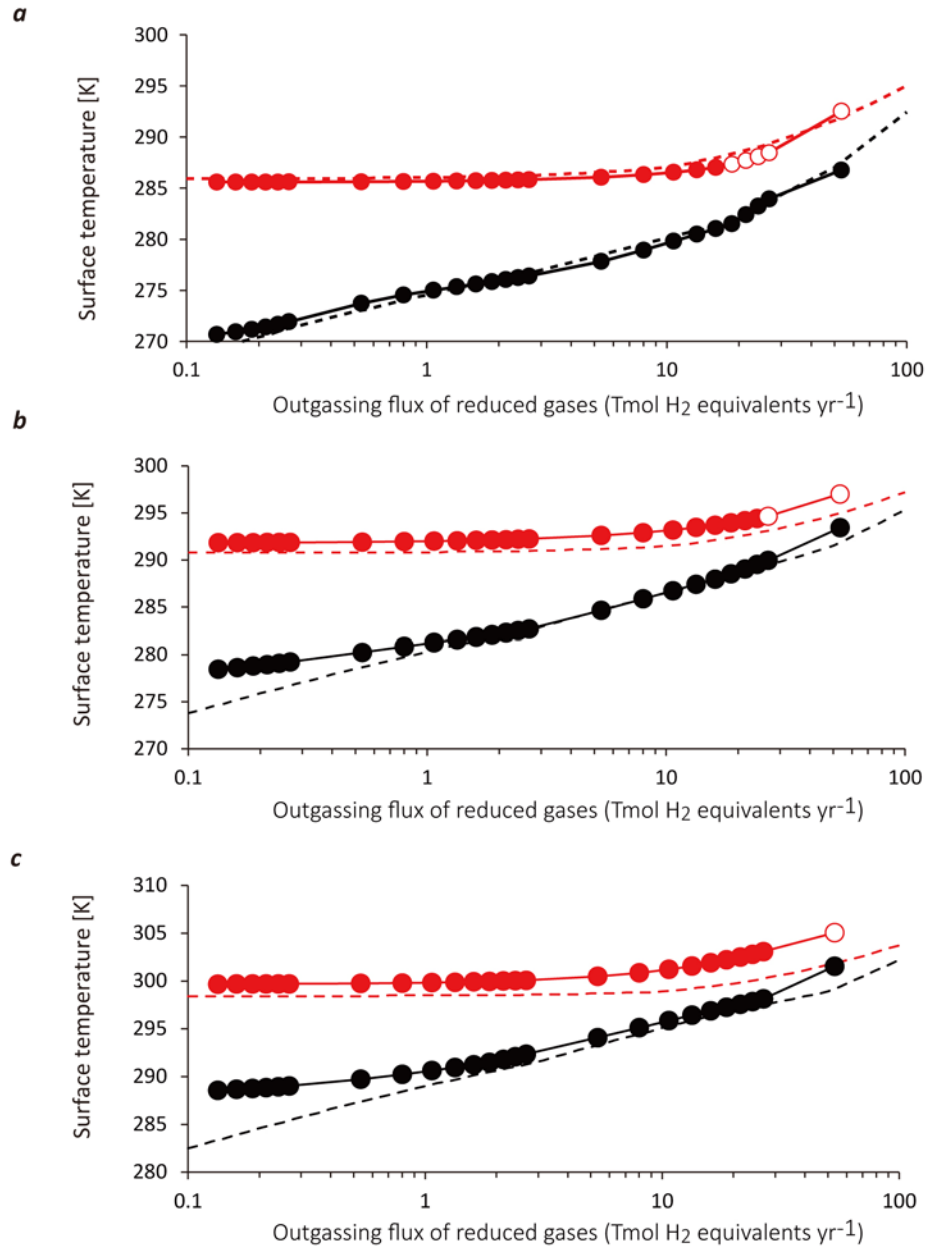 a
300
295
290
285
280
275
270
Surface temperature [K]
0.1 1 10 100
Outgassing flux of reduced gases (Tmol H2 equivalents yr-1)
b
300
295
290
285
280
275
270
Surface temperature [K]
0.1 1 10 100
Outgassing flux of reduced gases (Tmol H2 equivalents yr-1)
c
310
305
300
295
290
285
280
Surface temperature [K]
0.1 1 10 100
Outgassing flux of reduced gases (Tmol H2 equivalents yr-1)